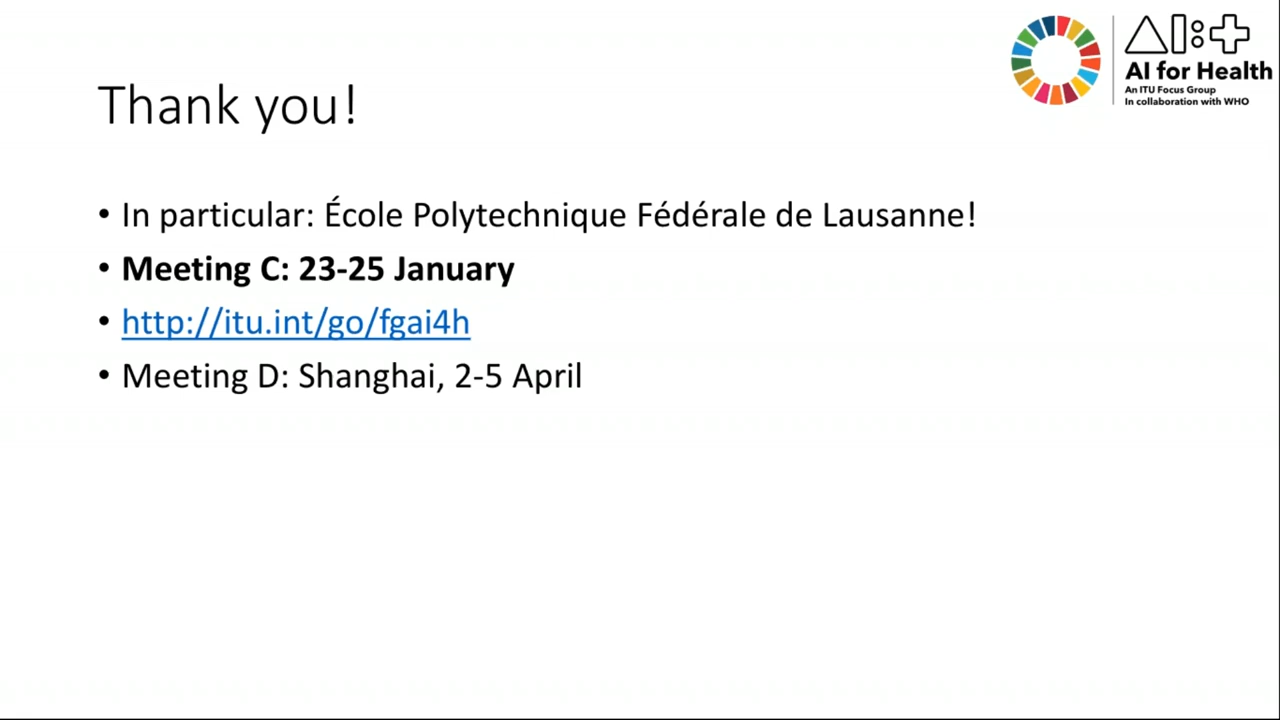 AI for Health
An ITU Focus Group
In collaboration with WHO
Thank you!
• In particular: École Polytechnique Fédérale de Lausanne!
• Meeting C: 23-25 January
• http://itu.int/go/fgai4h
• Meeting D: Shanghai, 2-5 April